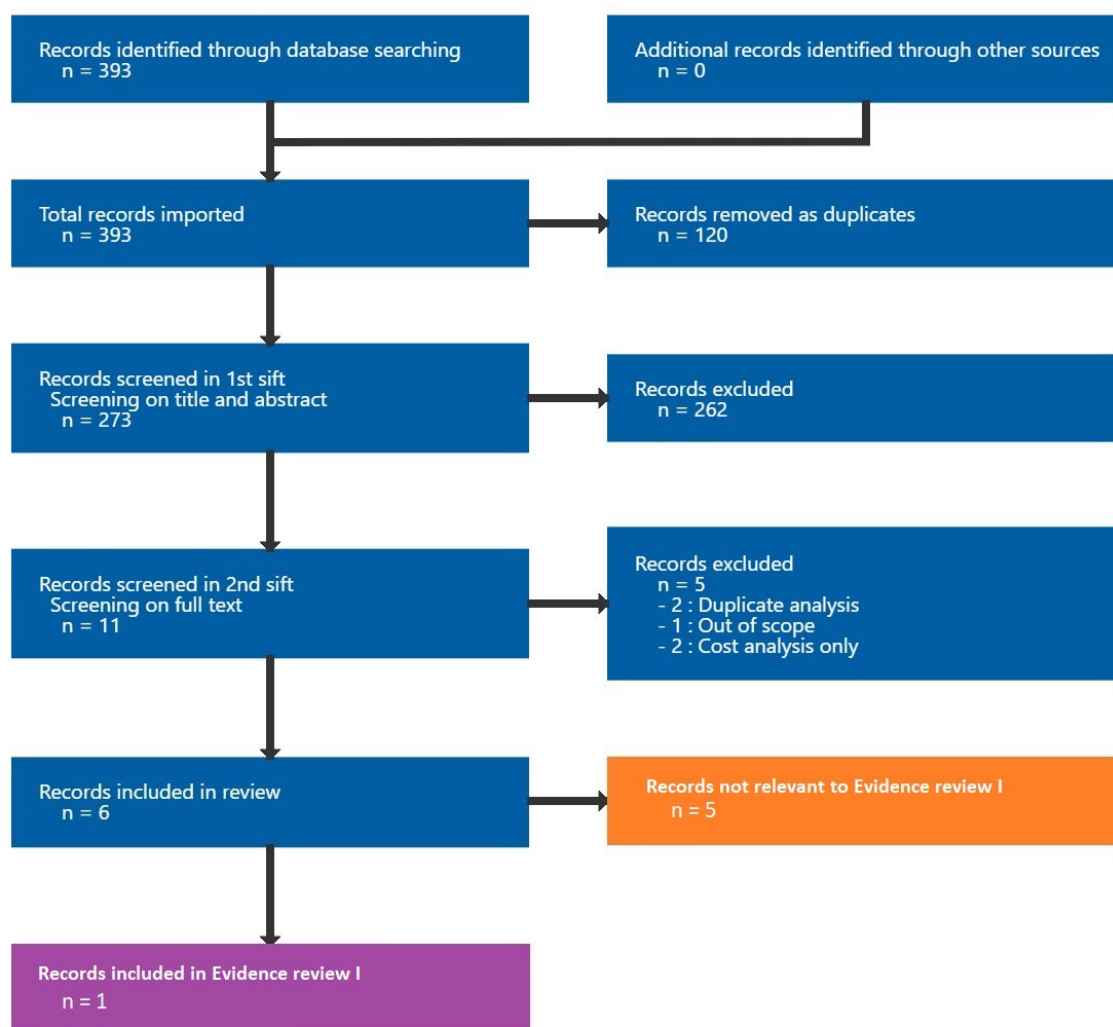 Records identified through database searching
n = 393
Additional records identified through other sources
n = 0
Total records imported
n = 393
Records removed as duplicates
n = 120
Records screened in 1st sift
Screening on title and abstract
n = 273
Records excluded
n = 262
Records screened in 2nd sift
Screening on full text
n = 11
Records excluded
n = 5
- 2 : Duplicate analysis
- 1 : Out of scope
- 2 : Cost analysis only
Records included in review
n = 6
Records not relevant to Evidence review I
n = 5
Records included in Evidence review I
n = 1